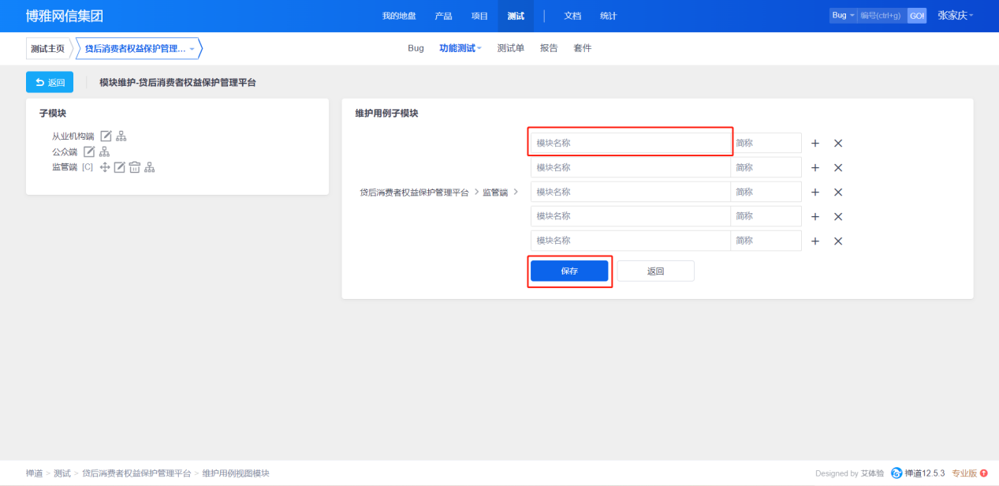 博雅网信集团 我的地盘 产品 项目 测试 文档 统计 Bug 编号(ctrl+g) GO! 张家庆
测试主页 贷后消费者权益保护管理... Bug 功能测试 测试单 报告 套件
返回 模块维护-贷后消费者权益保护管理平台
子模块
从业机构端
公众端
监管端 [C]
维护用例子模块
模块名称 简称
模块名称 简称
贷后消费者权益保护管理平台 > 监管端 > 模块名称 简称
模块名称 简称
模块名称 简称
保存 返回
禅道 > 测试 > 贷后消费者权益保护管理平台 > 维护用例视图模块 Designed by 艾体验 禅道12.5.3 专业版